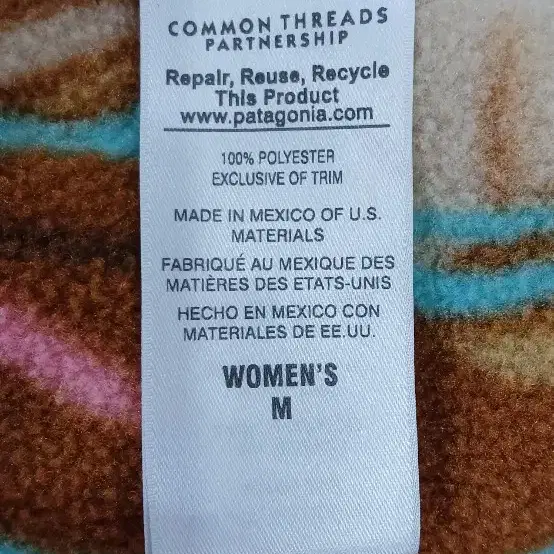 COMMON THREADS
PARTNERSHIP
Repair, Reuse, Recycle
This Product
www.patagonia.com
100% POLYESTER
EXCLUSIVE OF TRIM
MADE IN MEXICO OF U.S.
MATERIALS
FABRIQUÉ AU MEXIQUE DES
MATIÈRES DES ETATS-UNIS
HECHO EN MEXICO CON
MATERIALES DE EE.UU.
WOMEN'S
M